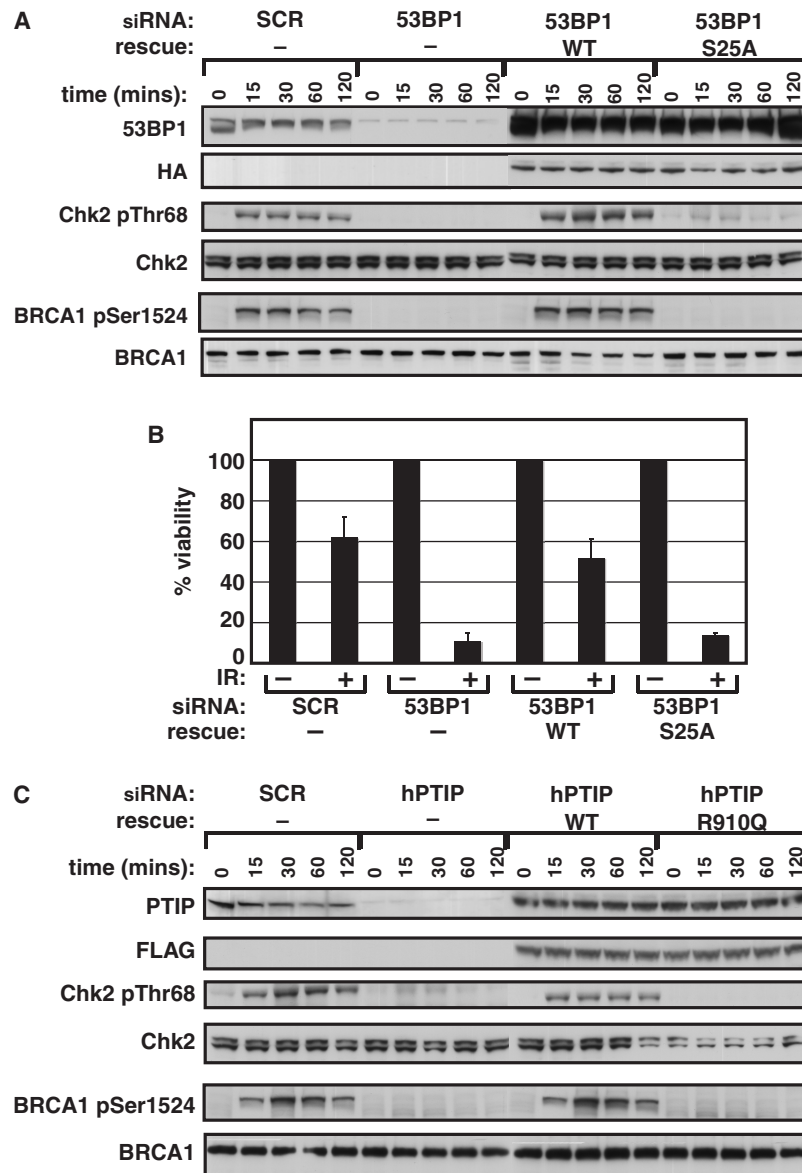 A
siRNA: SCR 53BP1 53BP1 53BP1
rescue: – – WT S25A
time (mins): 0 15 30 60 120 0 15 30 60 120 0 15 30 60 120 0 15 30 60 120
53BP1
HA
Chk2 pThr68
Chk2
BRCA1 pSer1524
BRCA1
B
% viability
100
80
60
40
20
0
IR: – + – + – + – +
siRNA: SCR 53BP1 53BP1 53BP1
rescue: – – WT S25A
C
siRNA: SCR hPTIP hPTIP hPTIP
rescue: – – WT R910Q
time (mins): 0 15 30 60 120 0 15 30 60 120 0 15 30 60 120 0 15 30 60 120
PTIP
FLAG
Chk2 pThr68
Chk2
BRCA1 pSer1524
BRCA1